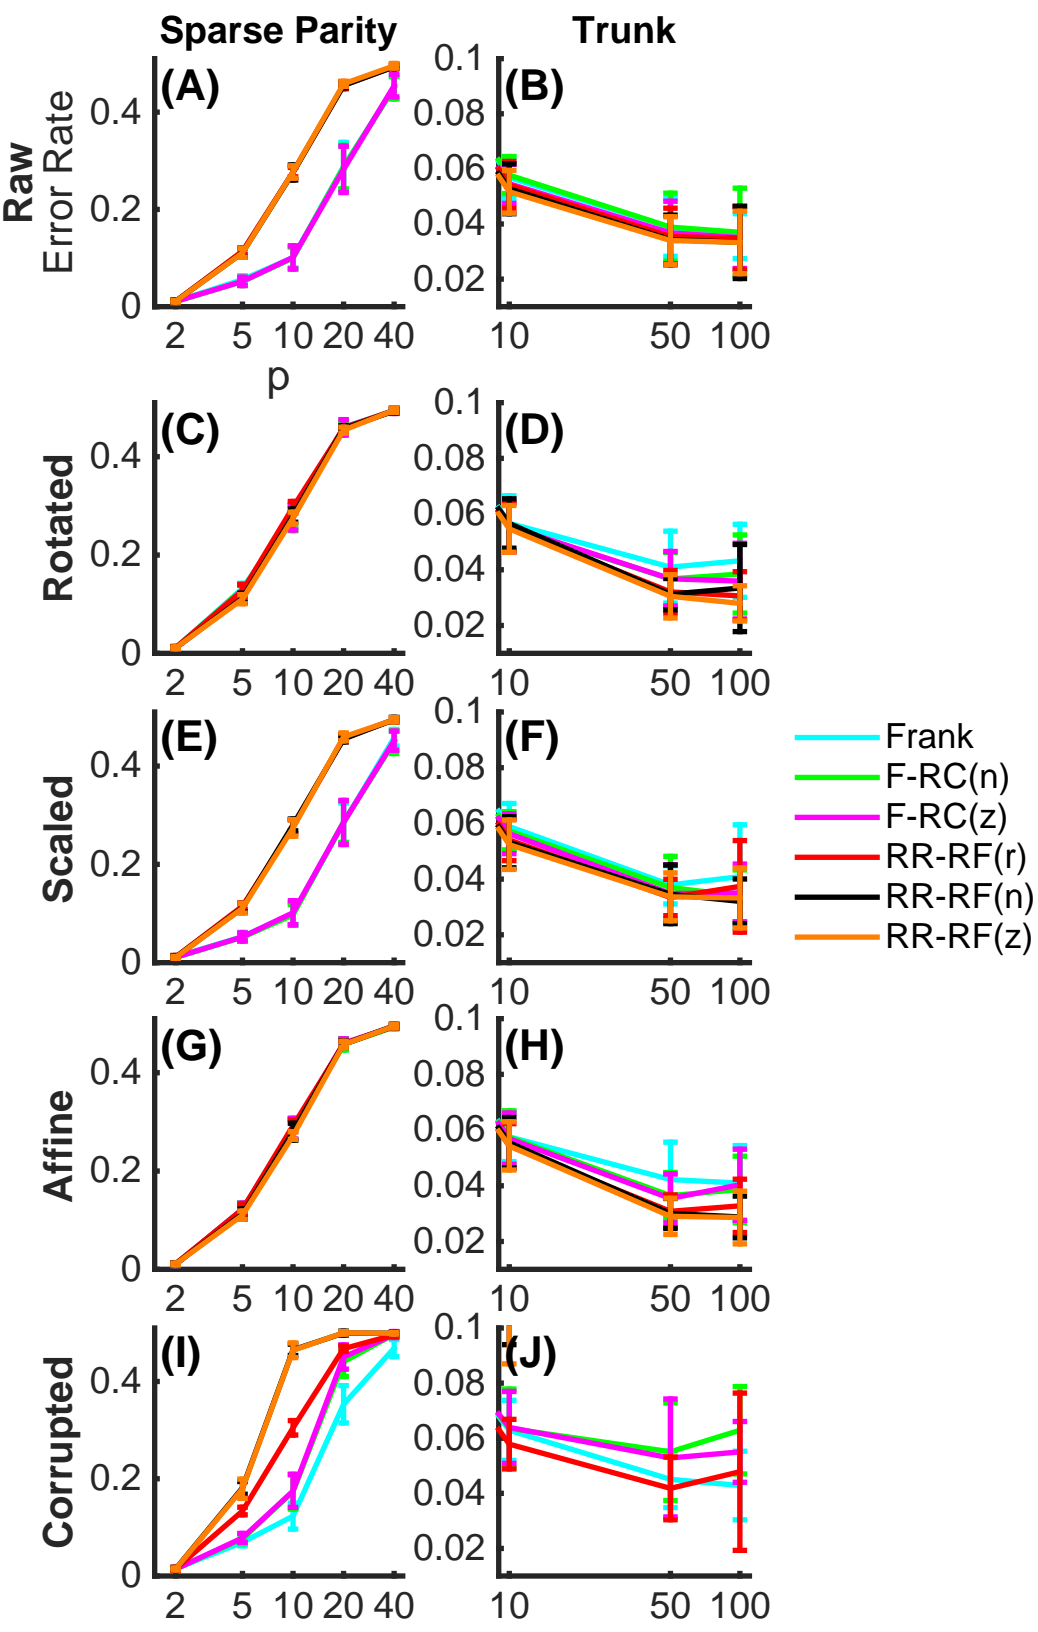 Sparse Parity Trunk
Raw
Error Rate
(A)
0.4
0.2
0
2 5 10 20 40
p
(B)
0.1
0.08
0.06
0.04
0.02
10 50 100
Rotated
(C)
0.4
0.2
0
2 5 10 20 40
(D)
0.1
0.08
0.06
0.04
0.02
10 50 100
Scaled
(E)
0.4
0.2
0
2 5 10 20 40
(F)
0.1
0.08
0.06
0.04
0.02
10 50 100
Frank
F-RC(n)
F-RC(z)
RR-RF(r)
RR-RF(n)
RR-RF(z)
Affine
(G)
0.4
0.2
0
2 5 10 20 40
(H)
0.1
0.08
0.06
0.04
0.02
10 50 100
Corrupted
(I)
0.4
0.2
0
2 5 10 20 40
(J)
0.1
0.08
0.06
0.04
0.02
10 50 100